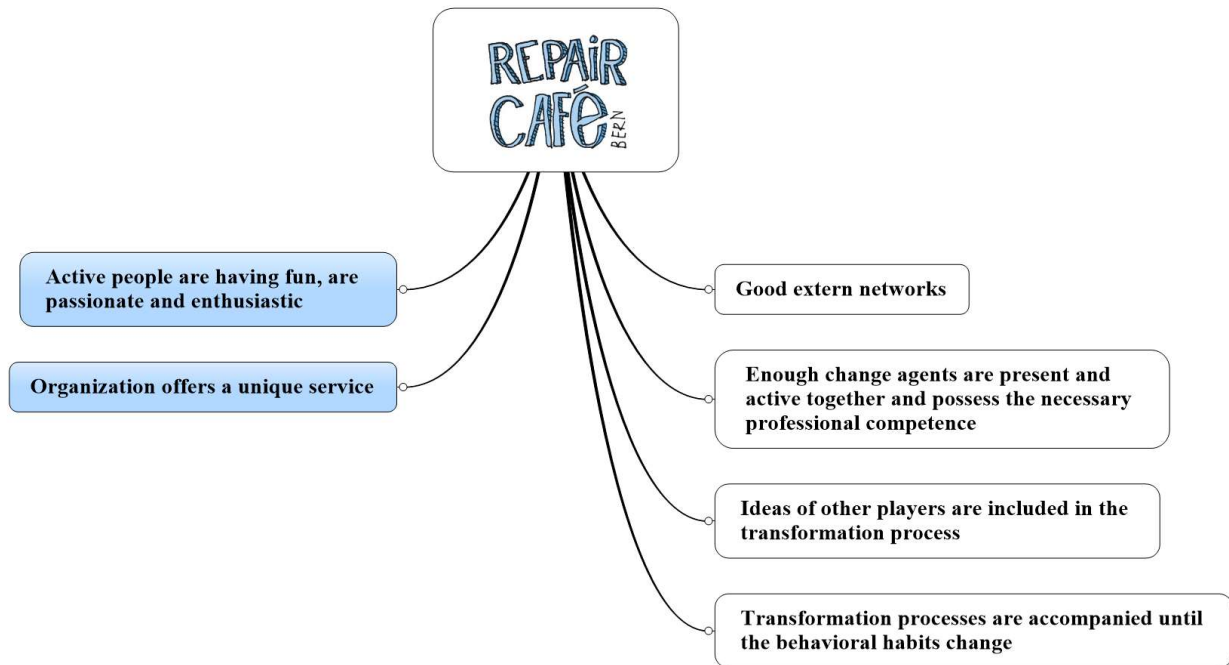 REPAiR
CAFé
BERN
Active people are having fun, are
passionate and enthusiastic
Organization offers a unique service
Good extern networks
Enough change agents are present and
active together and possess the necessary
professional competence
Ideas of other players are included in the
transformation process
Transformation processes are accompanied until
the behavioral habits change